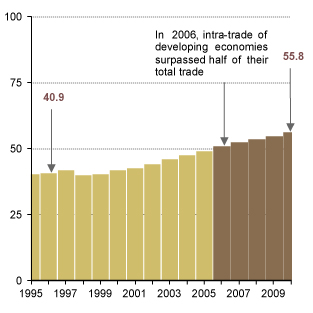 100
In 2006, intra-trade of
developing economies
surpassed half of their
total trade
55.8
75
40.9
50
25
0
1995 1997 1999 2001 2003 2005 2007 2009